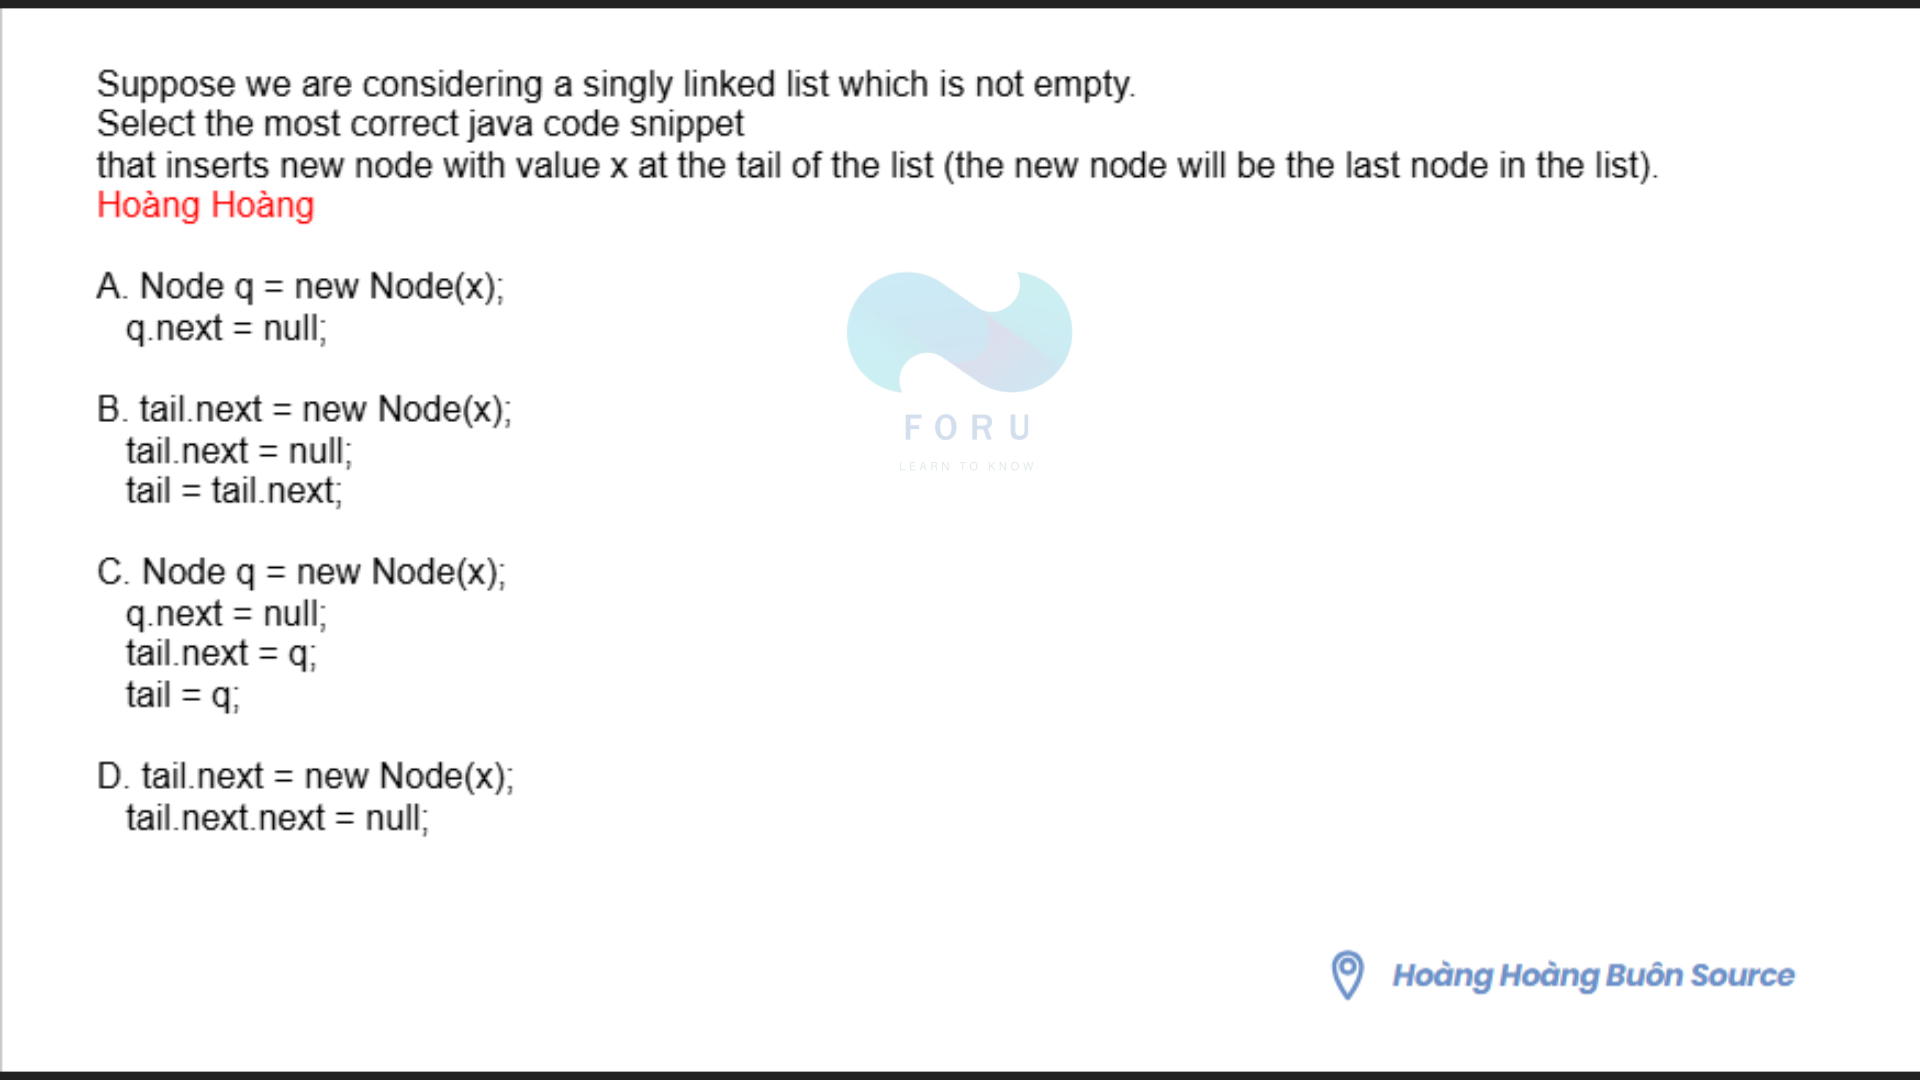 Suppose we are considering a singly linked list which is not empty.
Select the most correct java code snippet
that inserts new node with value x at the tail of the list (the new node will be the last node in the list).
Hoàng Hoàng
A. Node q = new Node(x);
q.next = null;
B. tail.next = new Node(x);
tail.next = null;
tail = tail.next;
C. Node q = new Node(x);
q.next = null;
tail.next = q;
tail = q;
D. tail.next = new Node(x);
tail.next.next = null;
FORU
LEARN TO KNOW
Hoàng Hoàng Buôn Source